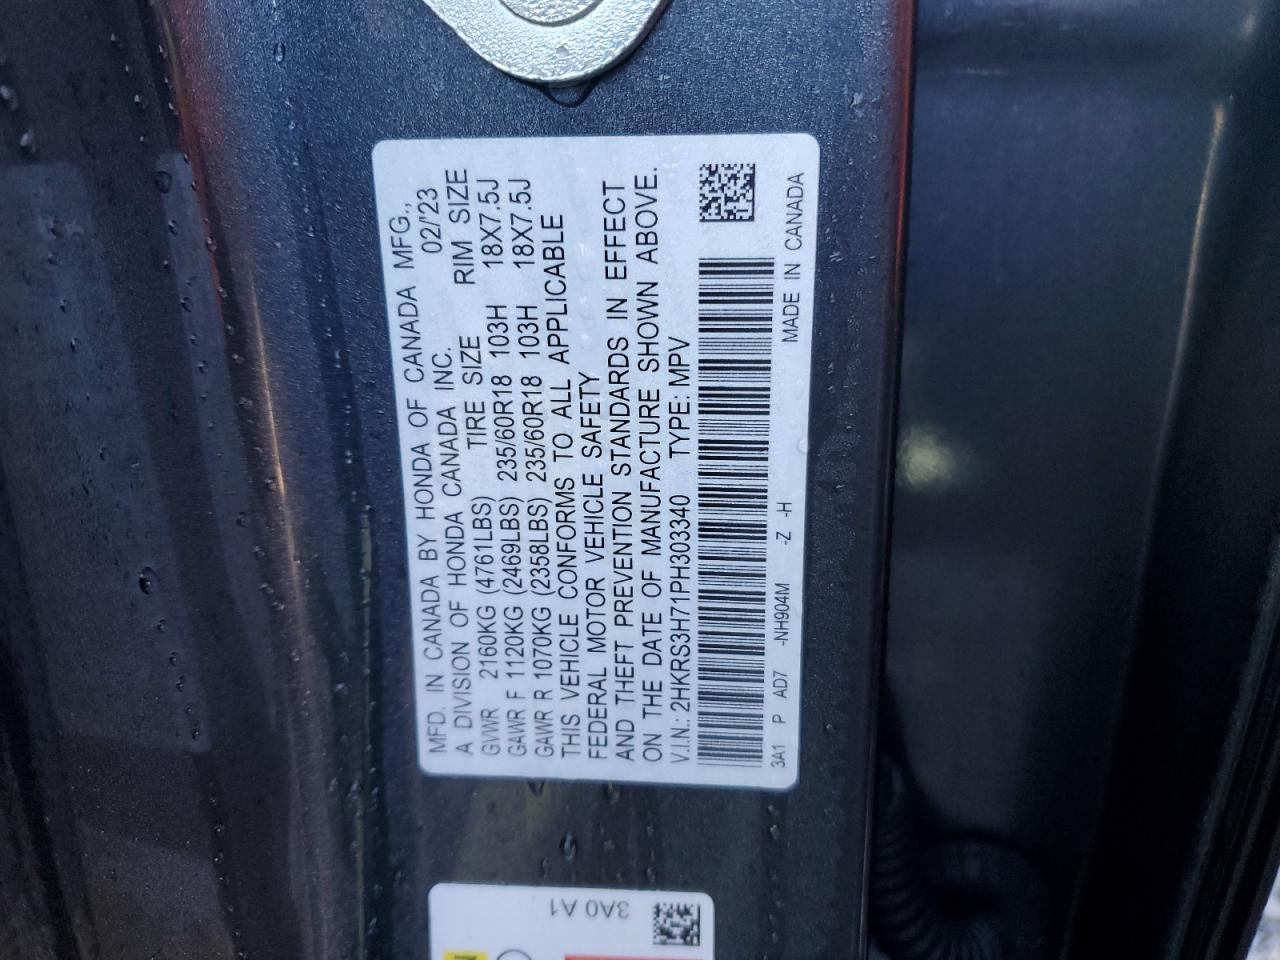 MFD. IN CANADA BY HONDA OF CANADA MFG.,
A DIVISION OF HONDA CANADA INC. 02/'23
GVWR 2160KG (4761LBS) TIRE SIZE RIM SIZE
GAWR F 1120KG (2469LBS) 235/60R18 103H 18X7.5J
GAWR R 1070KG (2358LBS) 235/60R18 103H 18X7.5J
THIS VEHICLE CONFORMS TO ALL APPLICABLE
FEDERAL MOTOR VEHICLE SAFETY
AND THEFT PREVENTION STANDARDS IN EFFECT
ON THE DATE OF MANUFACTURE SHOWN ABOVE.
V.I.N.: 2HKRS3H71PH303340 TYPE: MPV
3A1 P AD7 -NH904M -Z -H MADE IN CANADA
3A0 A1
N